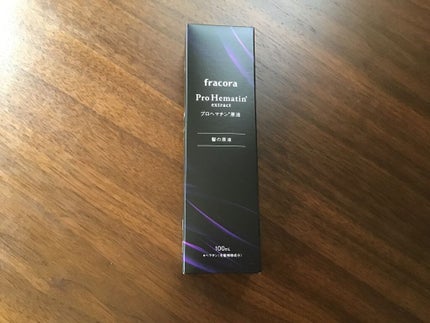 fracora
Pro Hematin®
extract
プロヘマチン®原液
髪の原液
100mL